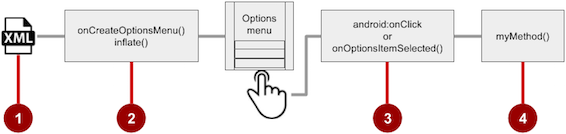 XML
onCreateOptionsMenu()
inflate()
Options
menu
android:onClick
or
onOptionsItemSelected()
myMethod()
1
2
3
4